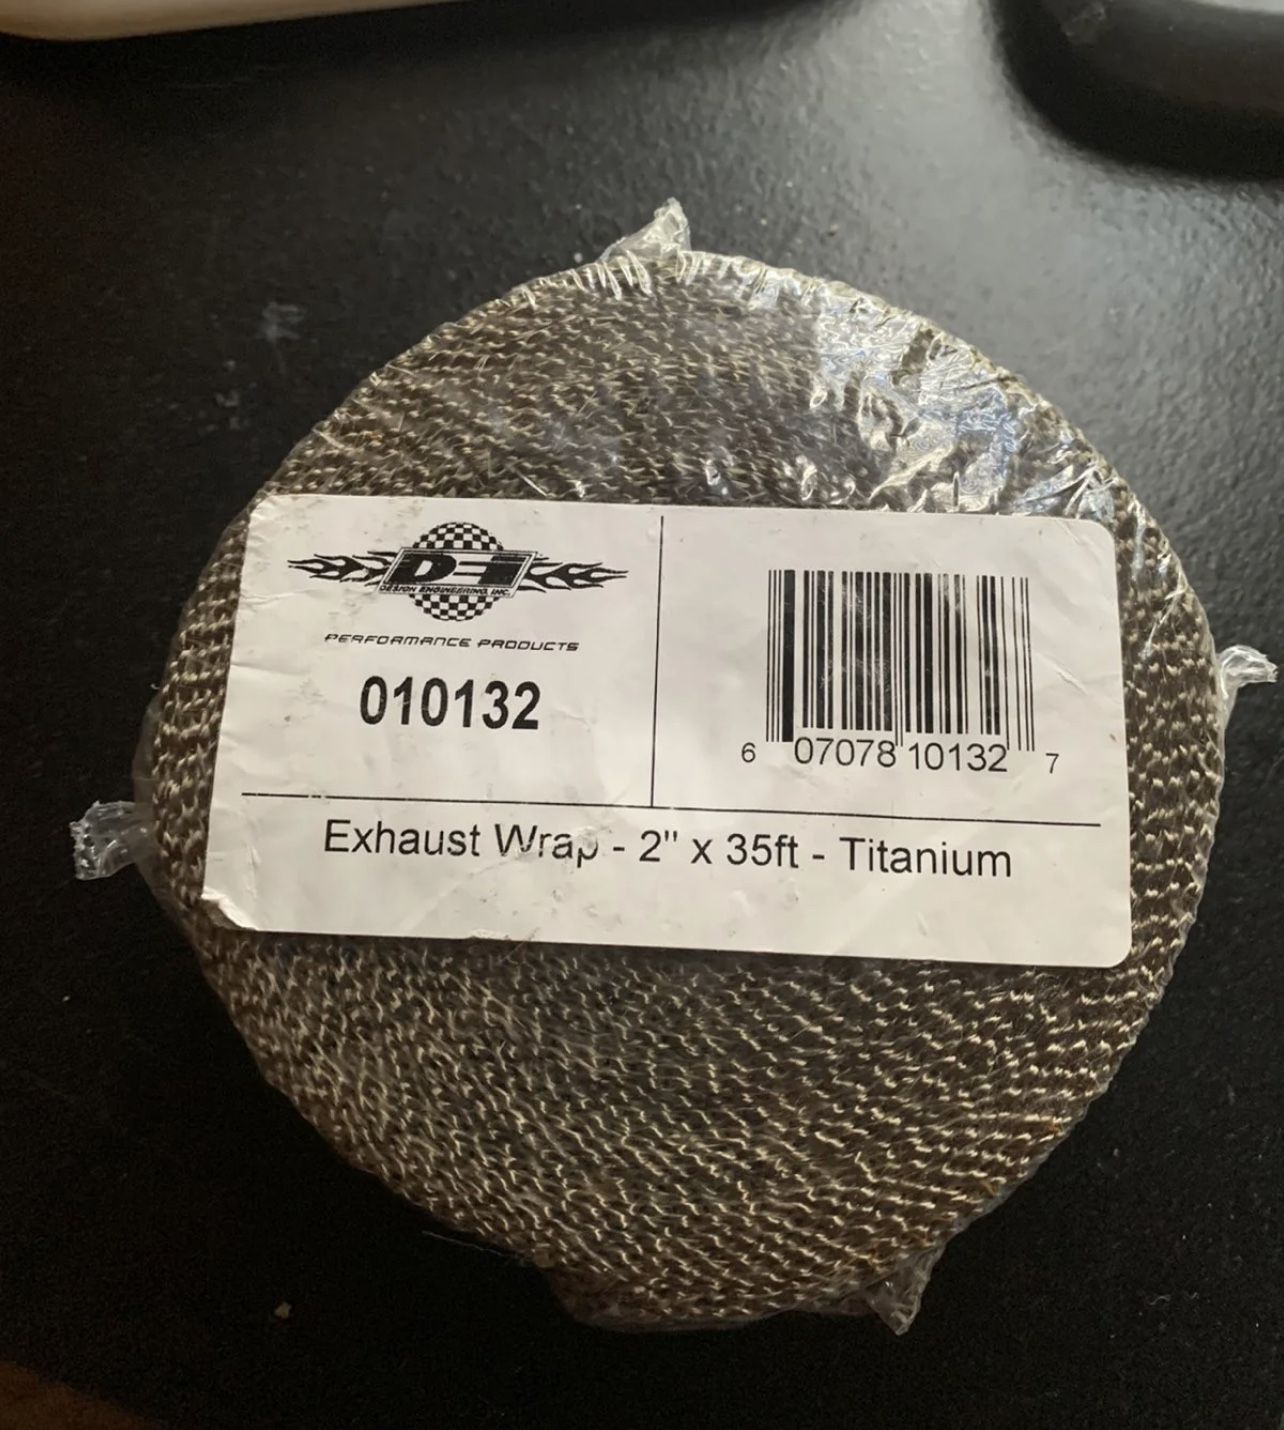 DEI
DESIGN ENGINEERING, INC.
PERFORMANCE PRODUCTS
010132
6 07078 10132 7
Exhaust Wrap - 2" x 35ft - Titanium